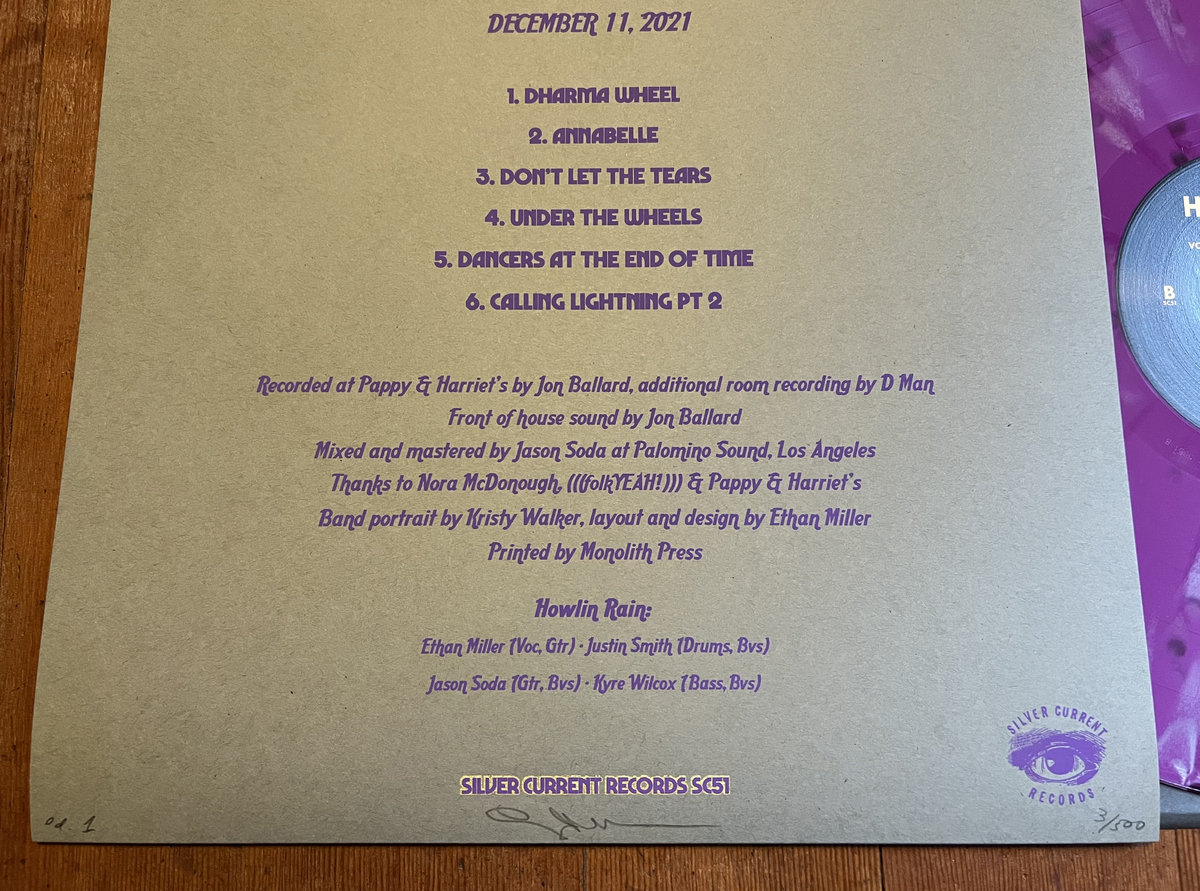 DECEMBER 11, 2021
1. DHARMA WHEEL
2. ANNABELLE
3. DON'T LET THE TEARS
4. UNDER THE WHEELS
5. DANCERS AT THE END OF TIME
6. CALLING LIGHTNING PT 2
Recorded at Pappy & Harriet's by Jon Ballard, additional room recording by D Man
Front of house sound by Jon Ballard
Mixed and mastered by Jason Soda at Palomino Sound, Los Angeles
Thanks to Nora McDonough, (((folkYEAH!))) & Pappy & Harriet's
Band portrait by Kristy Walker, layout and design by Ethan Miller
Printed by Monolith Press
Howlin Rain:
Ethan Miller (Voc, Gtr) · Justin Smith (Drums, Bvs)
Jason Soda (Gtr, Bvs) · Kyre Wilcox (Bass, Bvs)
SILVER CURRENT RECORDS
SILVER CURRENT RECORDS SC51
ed. 1
3/500
H
VO
B
SC51